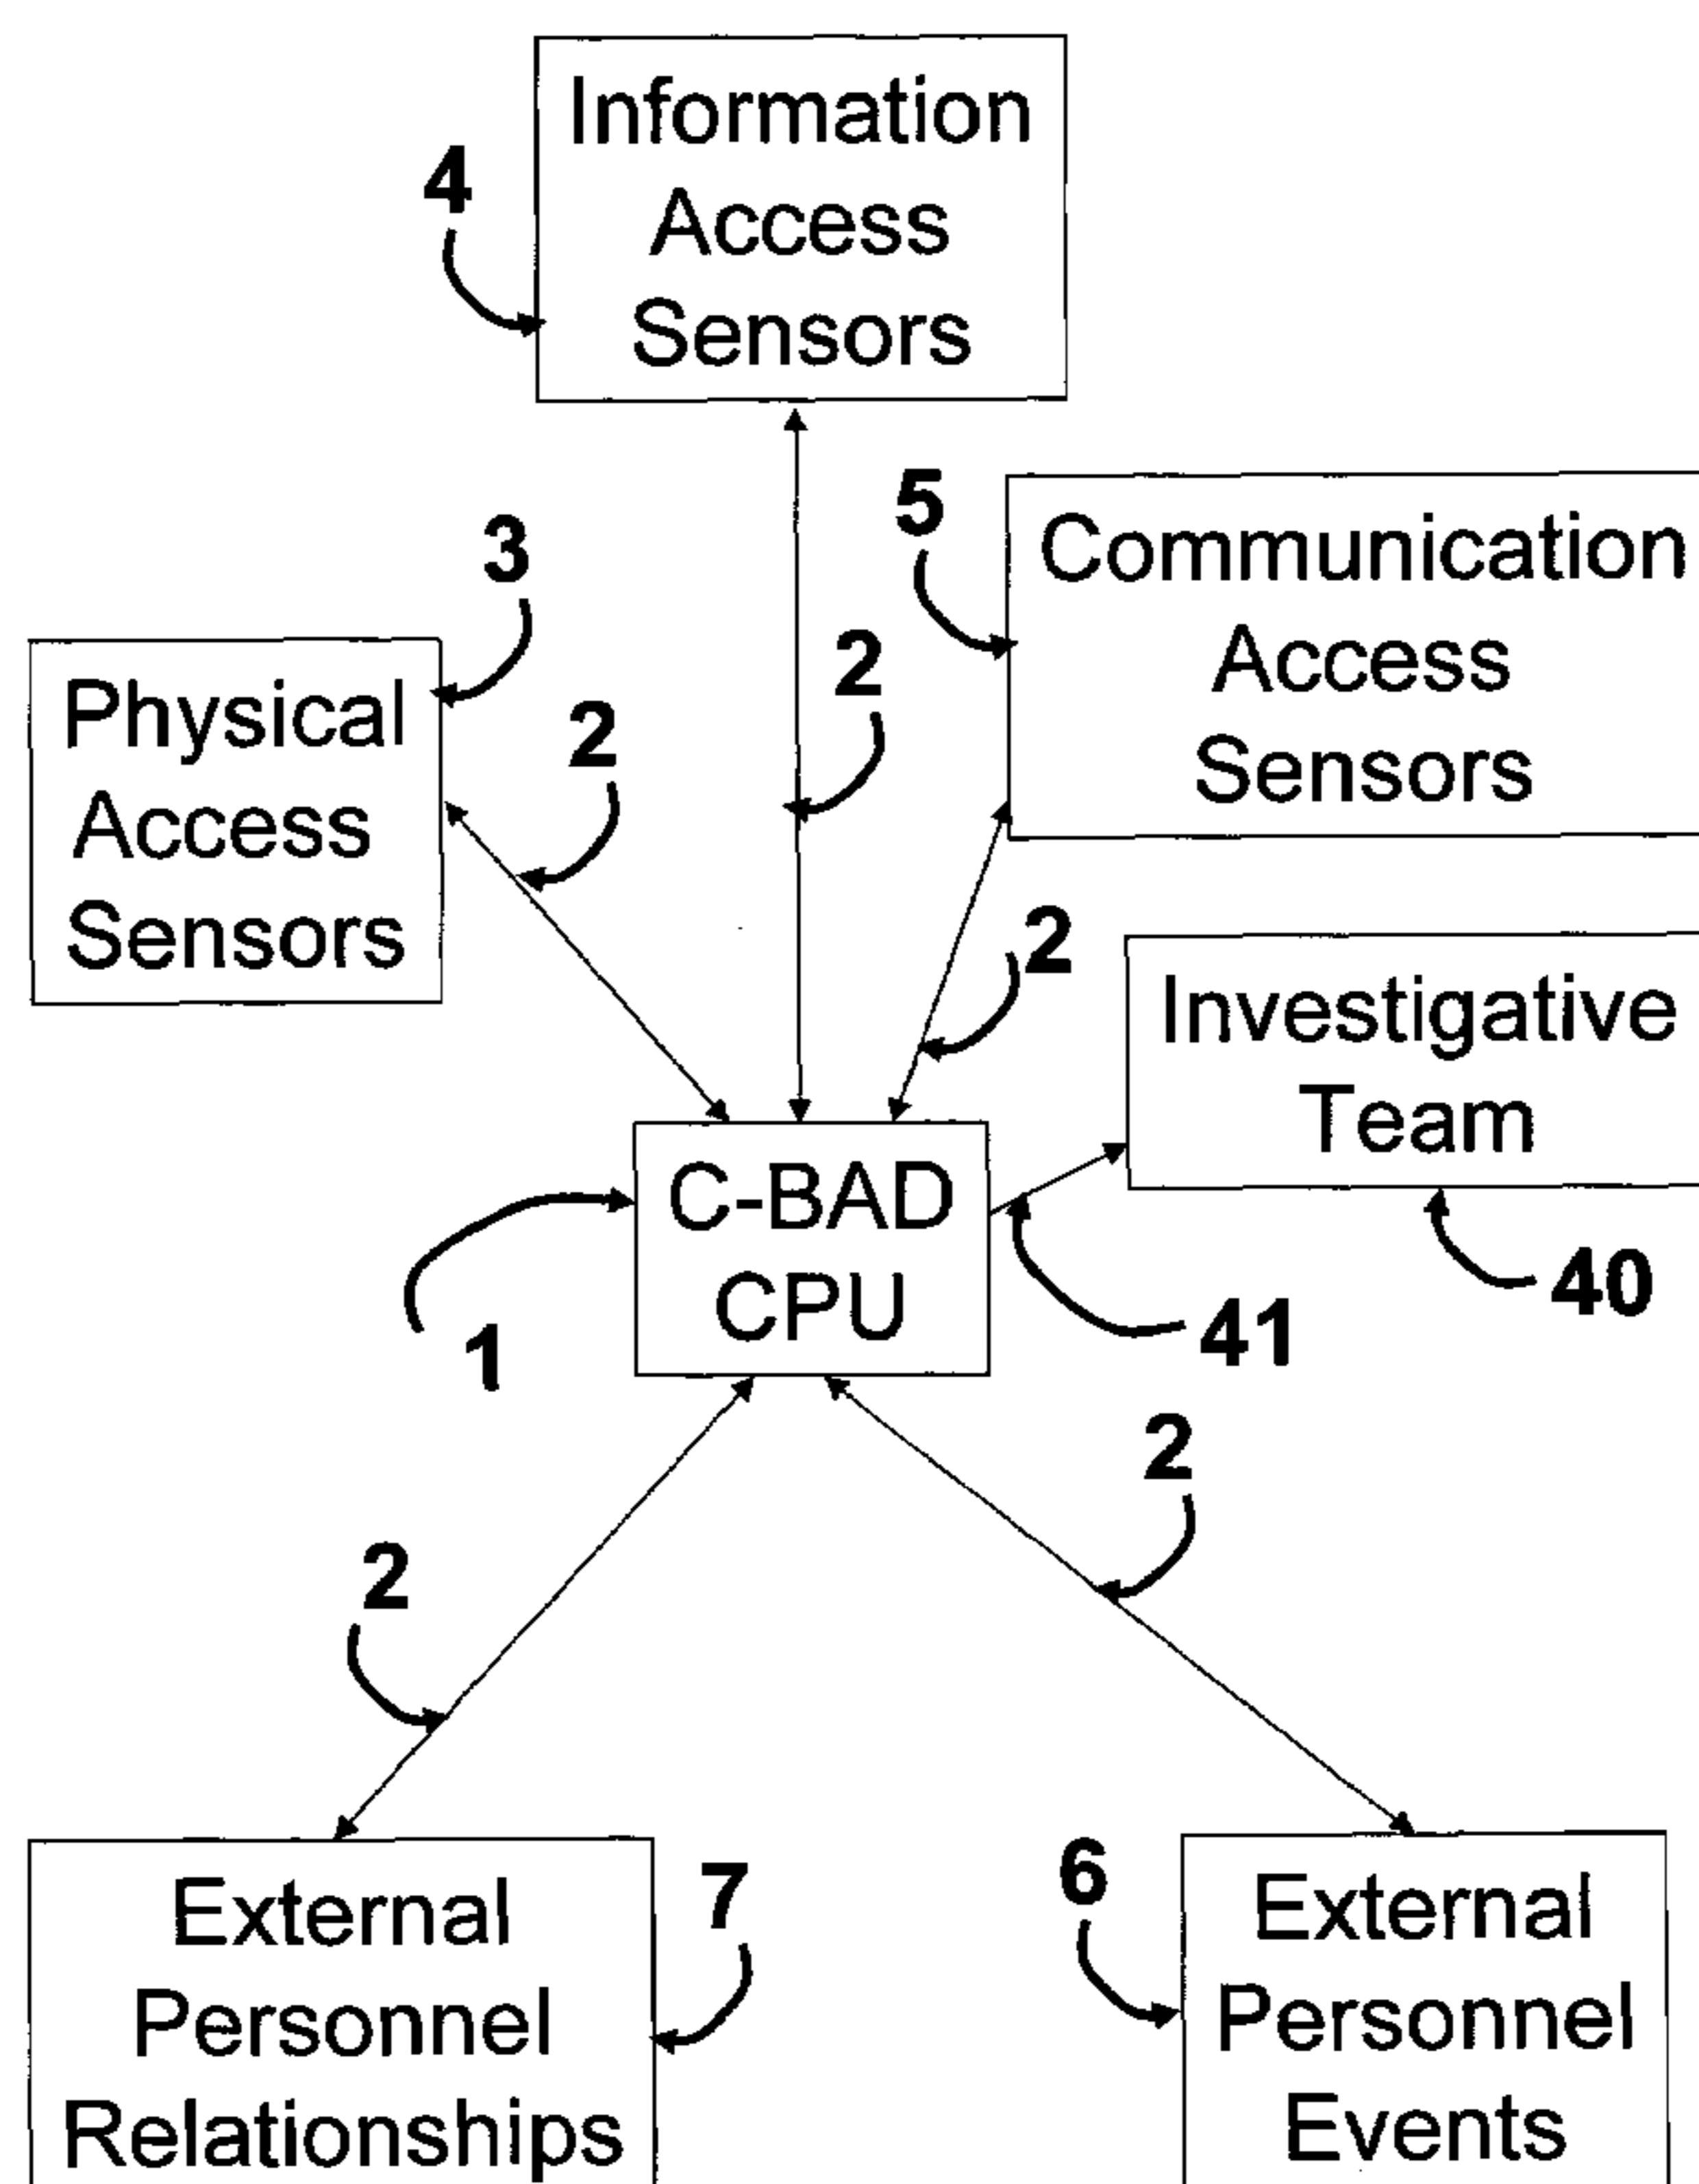 Information
Access
Sensors
4
5
Communication
Access
Sensors
3
Physical
Access
Sensors
2
2
2
Investigative
Team
40
C-BAD
CPU
1
41
2
2
External
Personnel
Relationships
7
6
External
Personnel
Events